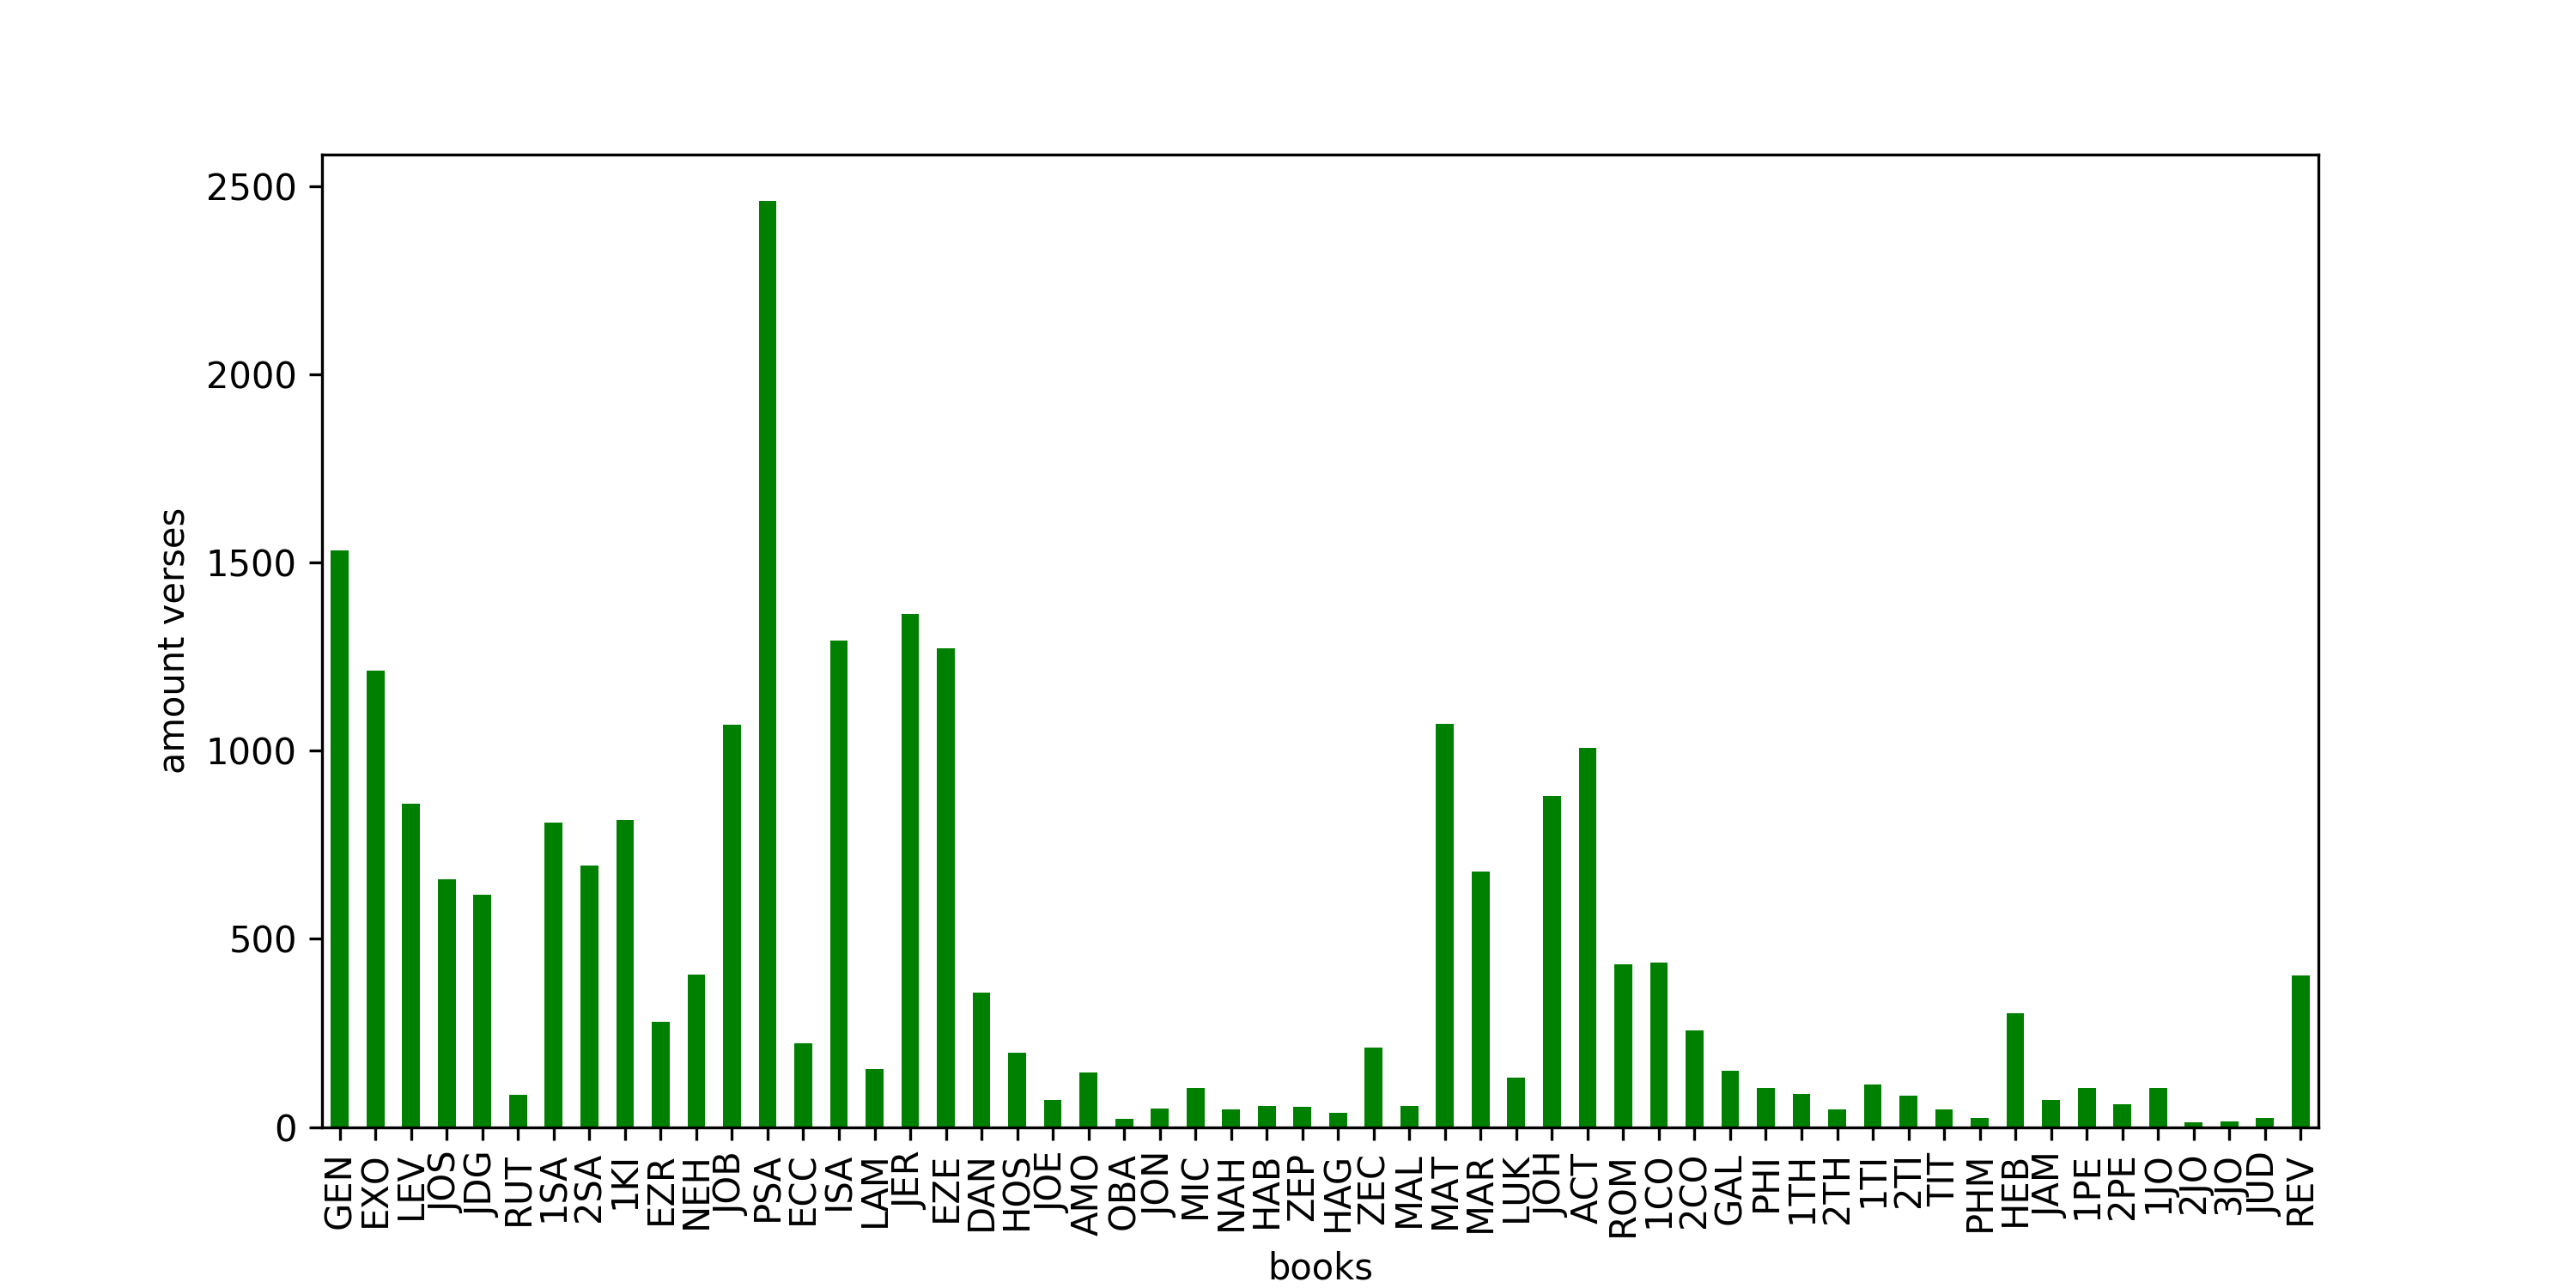 2500
2000
1500
1000
500
0
amount verses
GEN EXO LEV JOS JDG RUT 1SA 2SA 1KI EZR NEH JOB PSA ECC ISA LAM JER EZE DAN HOS JOE AMO OBA JON MIC NAH HAB ZEP HAG ZEC MAL MAT MAR LUK JOH ACT ROM 1CO 2CO GAL PHI 1TH 2TH 1TI 2TI TIT PHM HEB JAM 1PE 2PE 1JO 2JO 3JO JUD REV
books